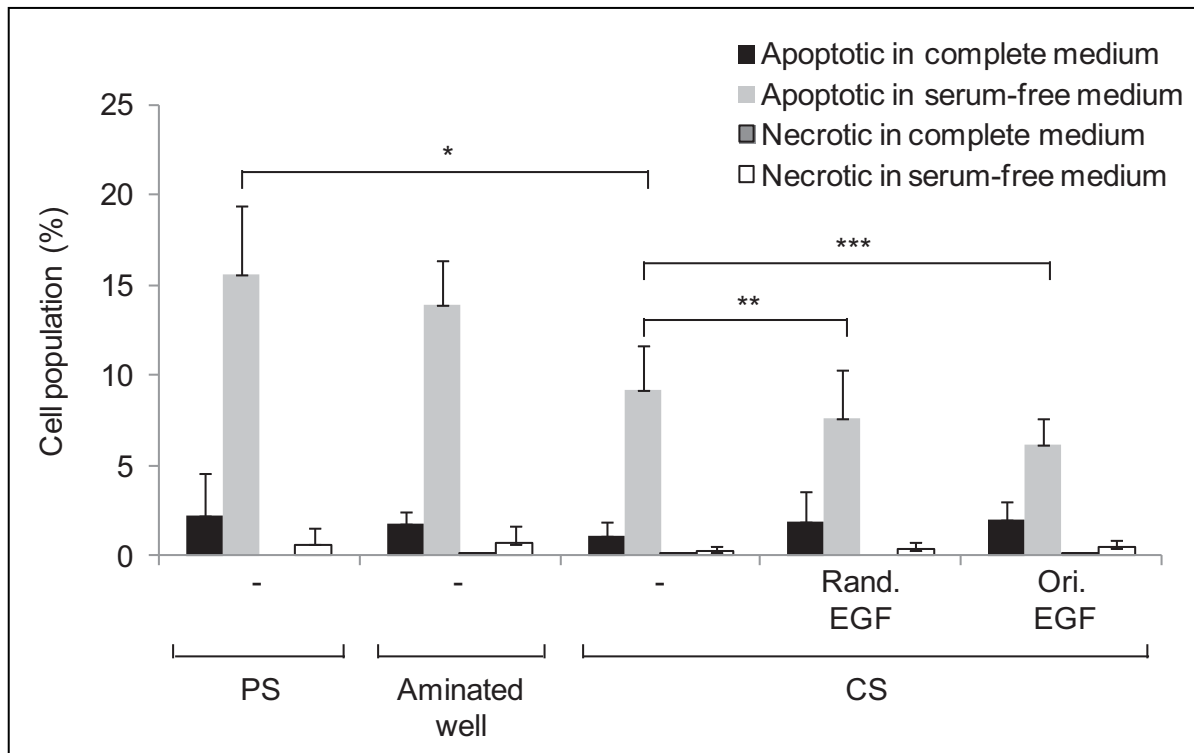 Apoptotic in complete medium
Apoptotic in serum-free medium
Necrotic in complete medium
Necrotic in serum-free medium
Cell population (%)
25
20
15
10
5
0
*
***
**
-
-
-
Rand.
EGF
Ori.
EGF
PS
Aminated
well
CS